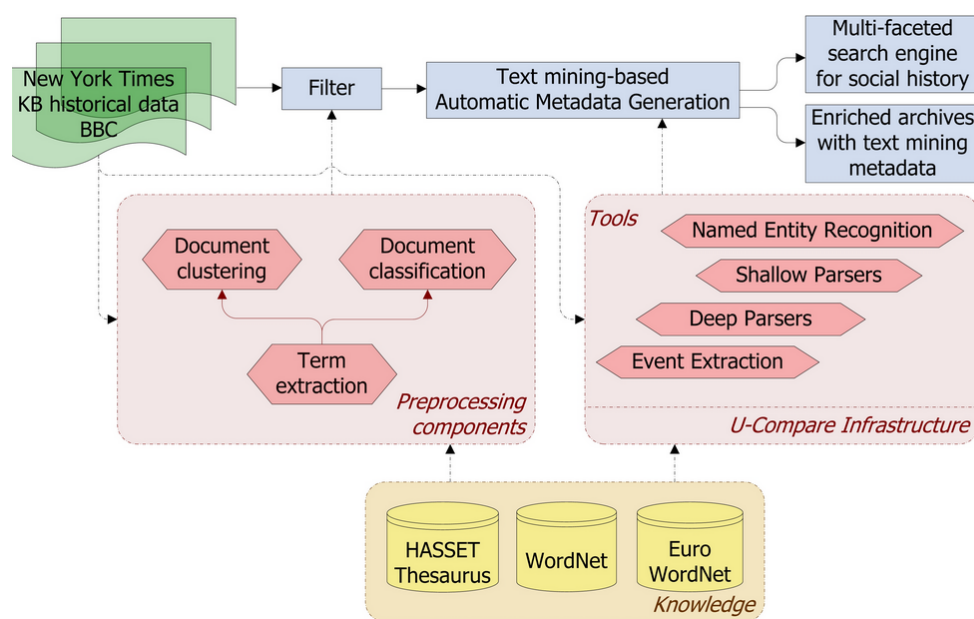 New York Times
KB historical data
BBC
Filter
Text mining-based
Automatic Metadata Generation
Multi-faceted
search engine
for social history
Enriched archives
with text mining
metadata
Document
clustering
Document
classification
Term
extraction
Preprocessing
components
Tools
Named Entity Recognition
Shallow Parsers
Deep Parsers
Event Extraction
U-Compare Infrastructure
HASSET
Thesaurus
WordNet
Euro
WordNet
Knowledge